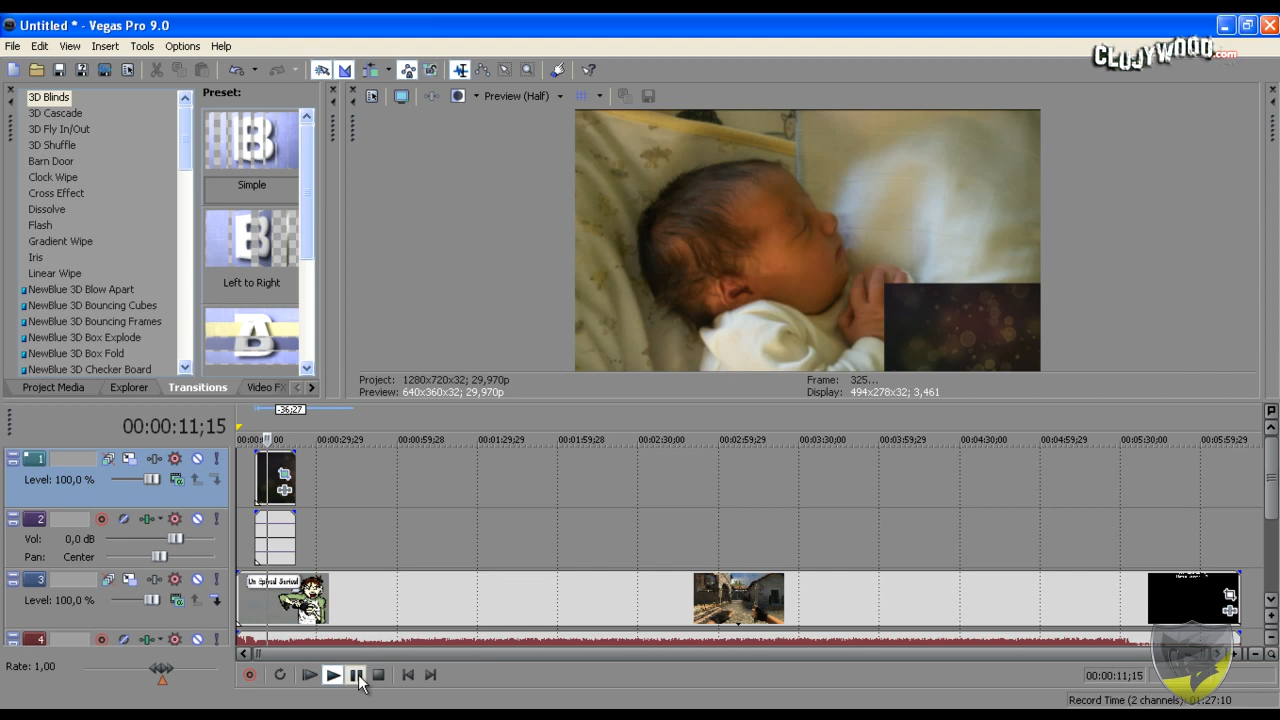 Untitled * - Vegas Pro 9.0
File Edit View Insert Tools Options Help
CLUJYWOOD.com
Preset:
Preview (Half)
3D Blinds
3D Cascade
3D Fly In/Out
3D Shuffle
Barn Door
Clock Wipe
Cross Effect
Dissolve
Flash
Gradient Wipe
Iris
Linear Wipe
NewBlue 3D Blow Apart
NewBlue 3D Bouncing Cubes
NewBlue 3D Bouncing Frames
NewBlue 3D Box Explode
NewBlue 3D Box Fold
NewBlue 3D Checker Board
Simple
Left to Right
Project Media Explorer Transitions Video FX
Project: 1280x720x32; 29,970p
Preview: 640x360x32; 29,970p
Frame: 325...
Display: 494x278x32; 3,461
-36;27
00:00:11;15
00:00:29;29 00:00:59;28 00:01:29;29 00:01:59;28 00:02:30;00 00:02:59;29 00:03:30;00 00:03:59;29 00:04:30;00 00:04:59;29 00:05:30;00 00:05:59;29
1
Level: 100,0 %
2
Vol: 0,0 dB
Pan: Center
3
Level: 100,0 %
4
Rate: 1,00
00:00:11;15
Record Time (2 channels): 01:27:10